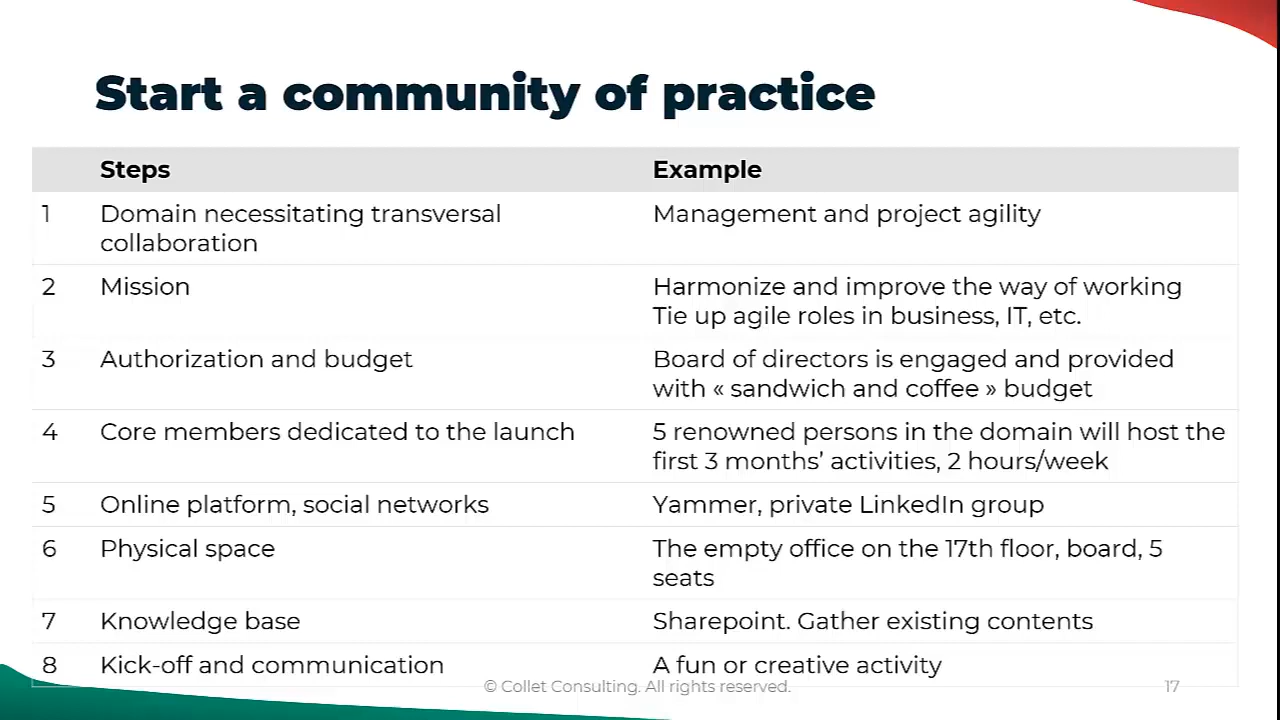 Start a community of practice
Steps Example
1 Domain necessitating transversal Management and project agility
collaboration
2 Mission Harmonize and improve the way of working
Tie up agile roles in business, IT, etc.
3 Authorization and budget Board of directors is engaged and provided
with « sandwich and coffee » budget
4 Core members dedicated to the launch 5 renowned persons in the domain will host the
first 3 months’ activities, 2 hours/week
5 Online platform, social networks Yammer, private LinkedIn group
6 Physical space The empty office on the 17th floor, board, 5
seats
7 Knowledge base Sharepoint. Gather existing contents
8 Kick-off and communication A fun or creative activity
© Collet Consulting. All rights reserved. 17